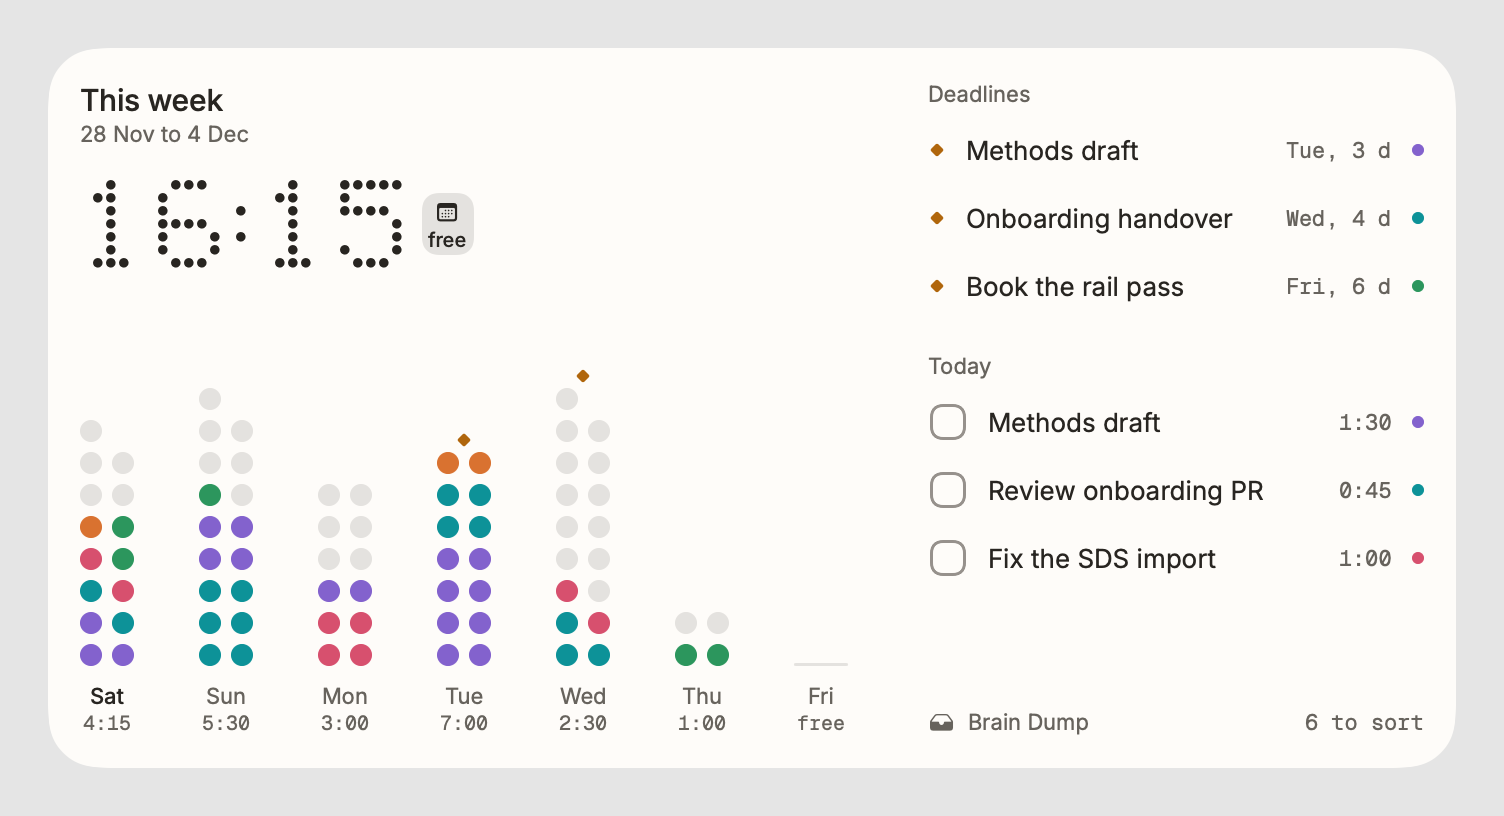 This week
28 Nov to 4 Dec
16:15
free
Sat
4:15
Sun
5:30
Mon
3:00
Tue
7:00
Wed
2:30
Thu
1:00
Fri
free
Deadlines
Methods draft Tue, 3 d
Onboarding handover Wed, 4 d
Book the rail pass Fri, 6 d
Today
Methods draft 1:30
Review onboarding PR 0:45
Fix the SDS import 1:00
Brain Dump 6 to sort